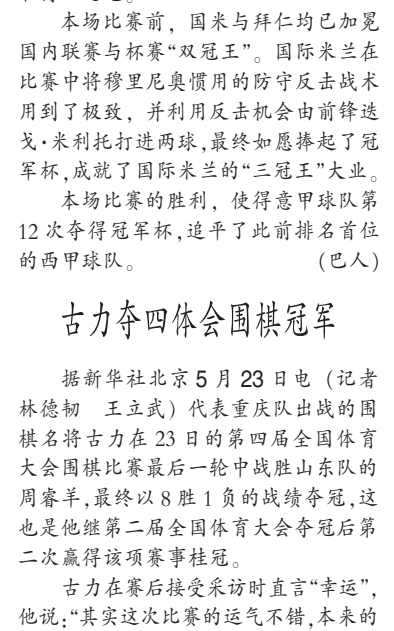 本场比赛前，国米与拜仁均已加冕
国内联赛与杯赛“双冠王”。国际米兰在
比赛中将穆里尼奥惯用的防守反击战术
用到了极致，并利用反击机会由前锋迭
戈·米利托打进两球,最终如愿捧起了冠
军杯,成就了国际米兰的“三冠王”大业。
本场比赛的胜利，使得意甲球队第
12 次夺得冠军杯,追平了此前排名首位
的西甲球队。 (巴人)
古力夺四体会围棋冠军
据新华社北京 5 月 23 日电（记者
林德韧　王立武）代表重庆队出战的围
棋名将古力在 23 日的第四届全国体育
大会围棋比赛最后一轮中战胜山东队的
周睿羊,最终以 8 胜 1 负的战绩夺冠,这
也是他继第二届全国体育大会夺冠后第
二次赢得该项赛事桂冠。
古力在赛后接受采访时直言“幸运”,
他说:“其实这次比赛的运气不错,本来的